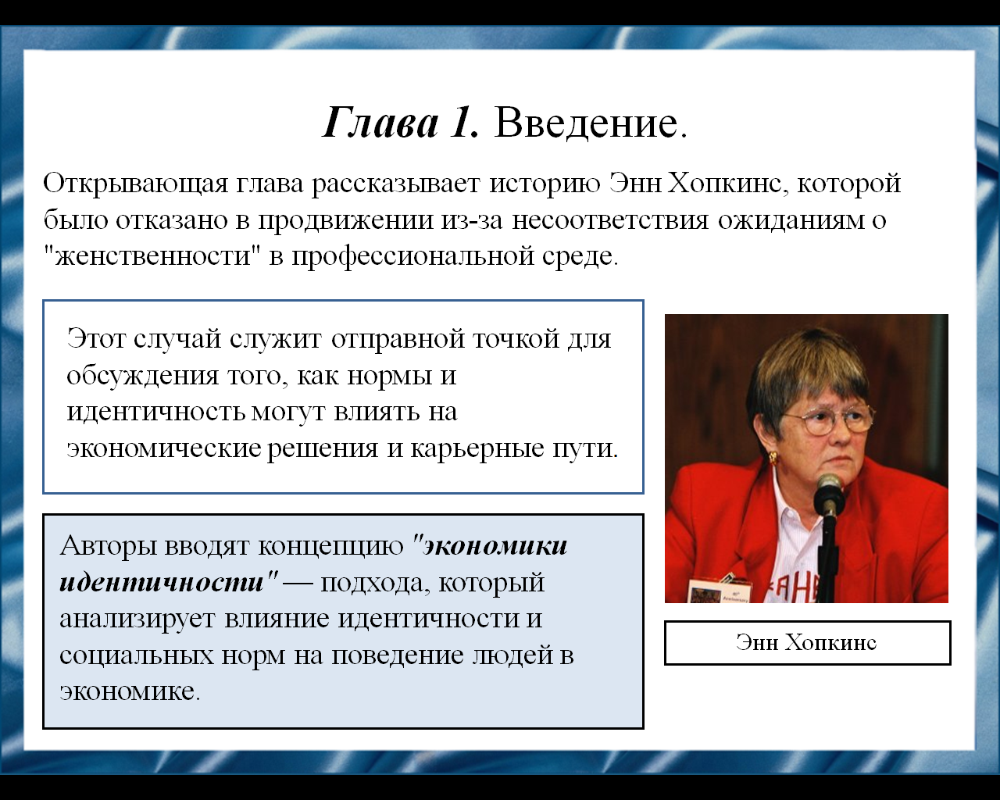 Глава 1. Введение.
Открывающая глава рассказывает историю Энн Хопкинс, которой
было отказано в продвижении из-за несоответствия ожиданиям о
"женственности" в профессиональной среде.
Этот случай служит отправной точкой для
обсуждения того, как нормы и
идентичность могут влиять на
экономические решения и карьерные пути.
Авторы вводят концепцию "экономики
идентичности" — подхода, который
анализирует влияние идентичности и
социальных норм на поведение людей в
экономике.
Энн Хопкинс